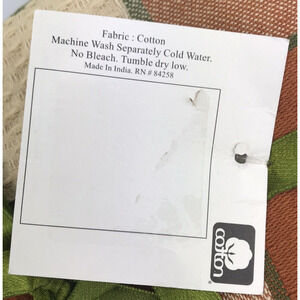 Fabric : Cotton
Machine Wash Separately Cold Water.
No Bleach. Tumble dry low.
Made In India. RN # 84258
cotton